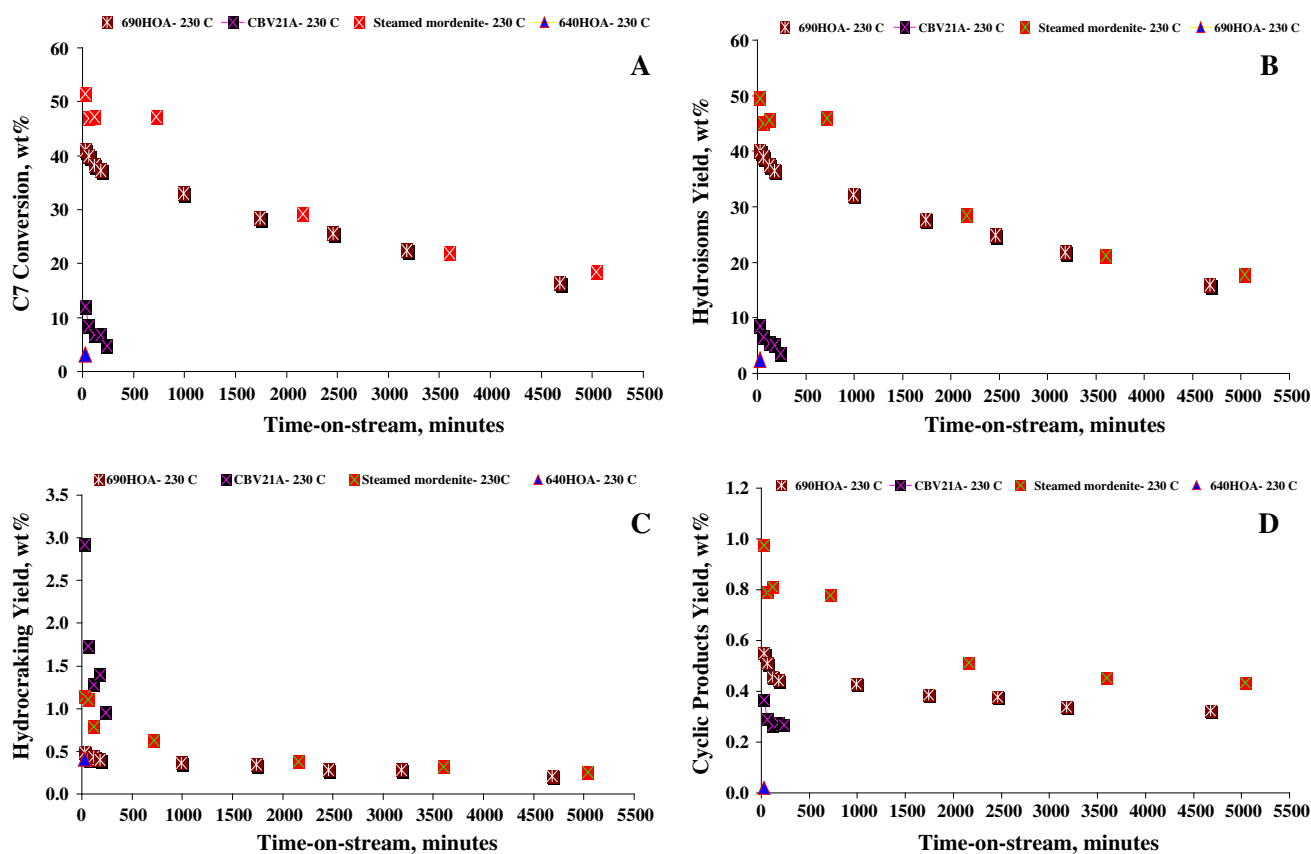 690HOA- 230 C CBV21A- 230 C Steamed mordenite- 230 C 640HOA- 230 C
A
60
50
40
30
20
10
0
C7 Conversion, wt%
0 500 1000 1500 2000 2500 3000 3500 4000 4500 5000 5500
Time-on-stream, minutes
690HOA- 230 C CBV21A- 230 C Steamed mordenite- 230 C 690HOA- 230 C
B
60
50
40
30
20
10
0
Hydroisoms Yield, wt%
0 500 1000 1500 2000 2500 3000 3500 4000 4500 5000 5500
Time-on-stream, minutes
690HOA- 230 C CBV21A- 230 C Steamed mordenite- 230C 640HOA- 230 C
C
3.5
3.0
2.5
2.0
1.5
1.0
0.5
0.0
Hydrocraking Yield, wt%
0 500 1000 1500 2000 2500 3000 3500 4000 4500 5000 5500
Time-on-stream, minutes
690HOA- 230 C CBV21A- 230 C Steamed mordenite- 230 C 640HOA- 230 C
D
1.2
1.0
0.8
0.6
0.4
0.2
0.0
Cyclic Products Yield, wt%
0 500 1000 1500 2000 2500 3000 3500 4000 4500 5000 5500
Time-on-stream, minutes